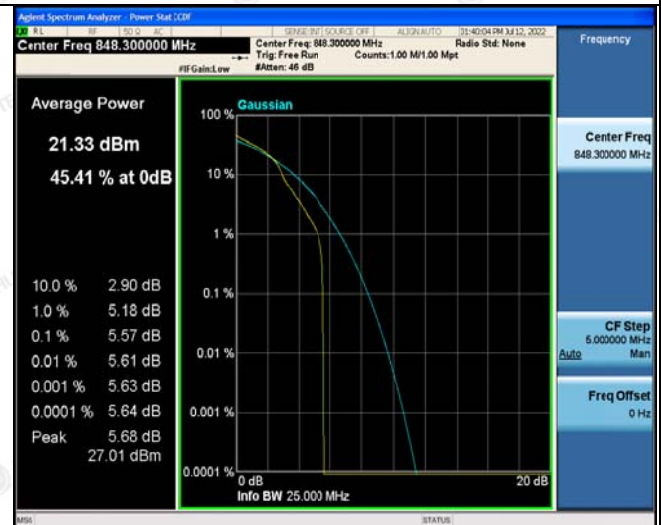 Agilent Spectrum Analyzer - Power Stat CCDF
RL RF 50 Ω AC SENSE:INT SOURCE OFF ALIGN AUTO 01:40:04 PM Jul 12, 2022
Center Freq 848.300000 MHz
Center Freq: 848.300000 MHz Radio Std: None
Trig: Free Run Counts:1.00 M/1.00 Mpt
#IFGain:Low #Atten: 46 dB
Frequency
Average Power
21.33 dBm
45.41 % at 0dB
10.0 % 2.90 dB
1.0 % 5.18 dB
0.1 % 5.57 dB
0.01 % 5.61 dB
0.001 % 5.63 dB
0.0001 % 5.64 dB
Peak 5.68 dB
27.01 dBm
Gaussian
100 %
10 %
1 %
0.1 %
0.01 %
0.001 %
0.0001 %
0 dB 20 dB
Info BW 25.000 MHz
Center Freq
848.300000 MHz
CF Step
5.000000 MHz
Auto Man
Freq Offset
0 Hz
MSG STATUS